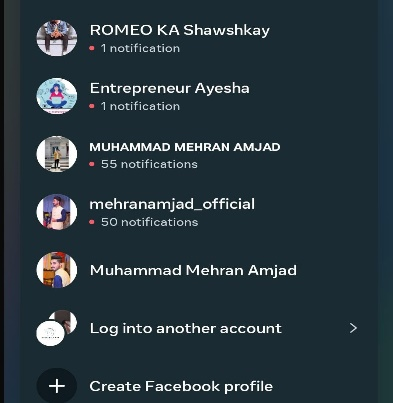 ROMEO KA Shawshkay
1 notification
Entrepreneur Ayesha
1 notification
MUHAMMAD MEHRAN AMJAD
55 notifications
mehranamjad_official
50 notifications
Muhammad Mehran Amjad
Log into another account
Create Facebook profile